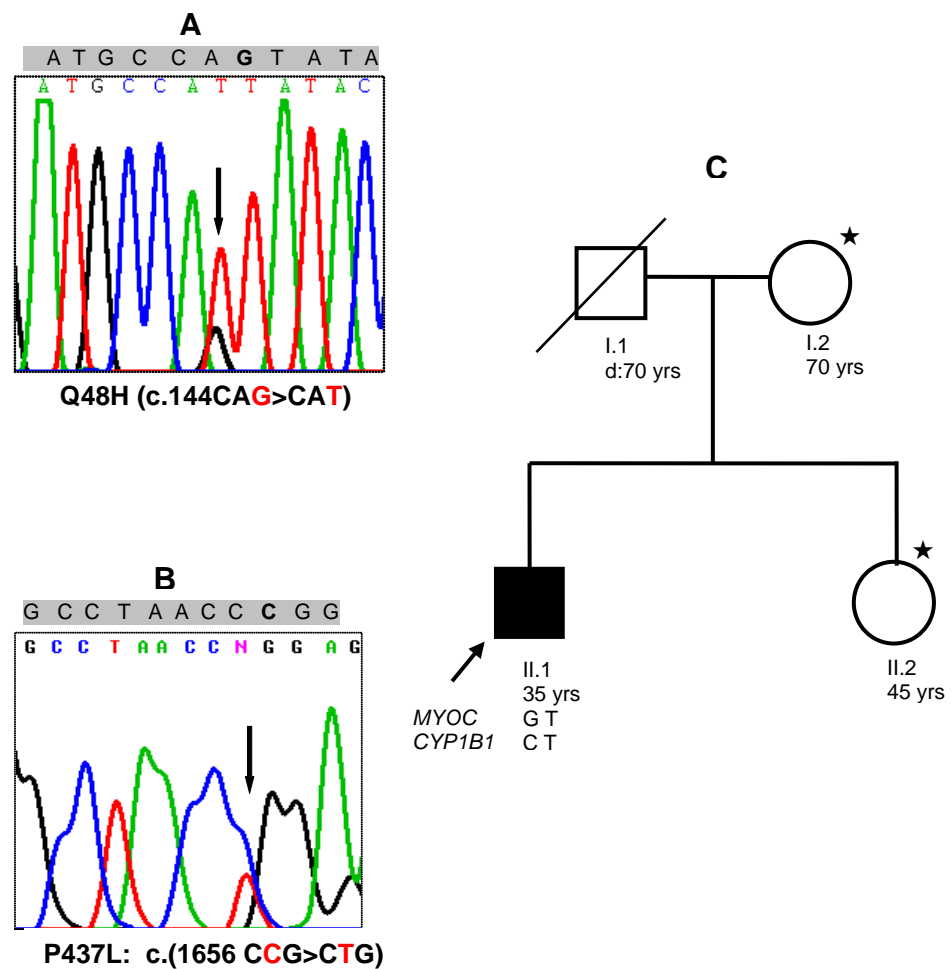 A
A T G C C A G T A T A
A T G C C A T T A T A C
Q48H (c.144CAG>CAT)
B
G C C T A A C C C G G
G C C T A A C C N G G A G
P437L: c.(1656 CCG>CTG)
C
I.1
d:70 yrs
I.2
70 yrs
II.1
35 yrs
MYOC G T
CYP1B1 C T
II.2
45 yrs